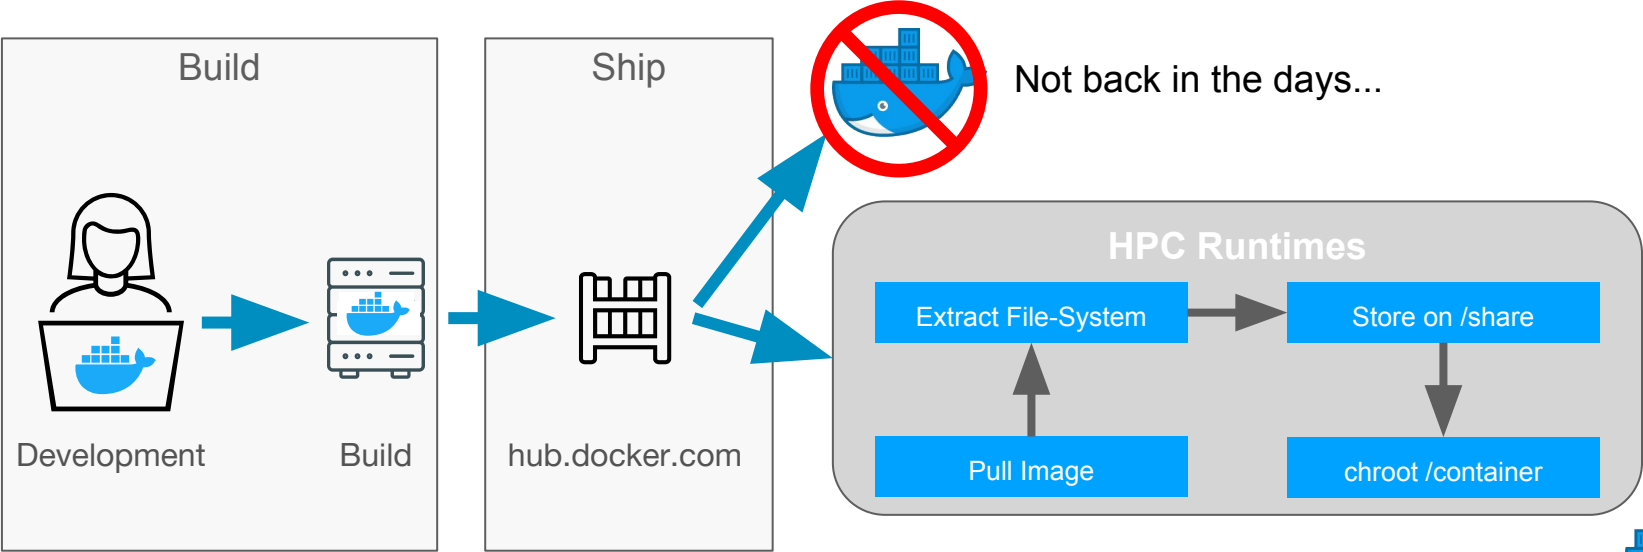 Build
Ship
Not back in the days...
HPC Runtimes
Extract File-System
Store on /share
Development
Build
hub.docker.com
Pull Image
chroot /container